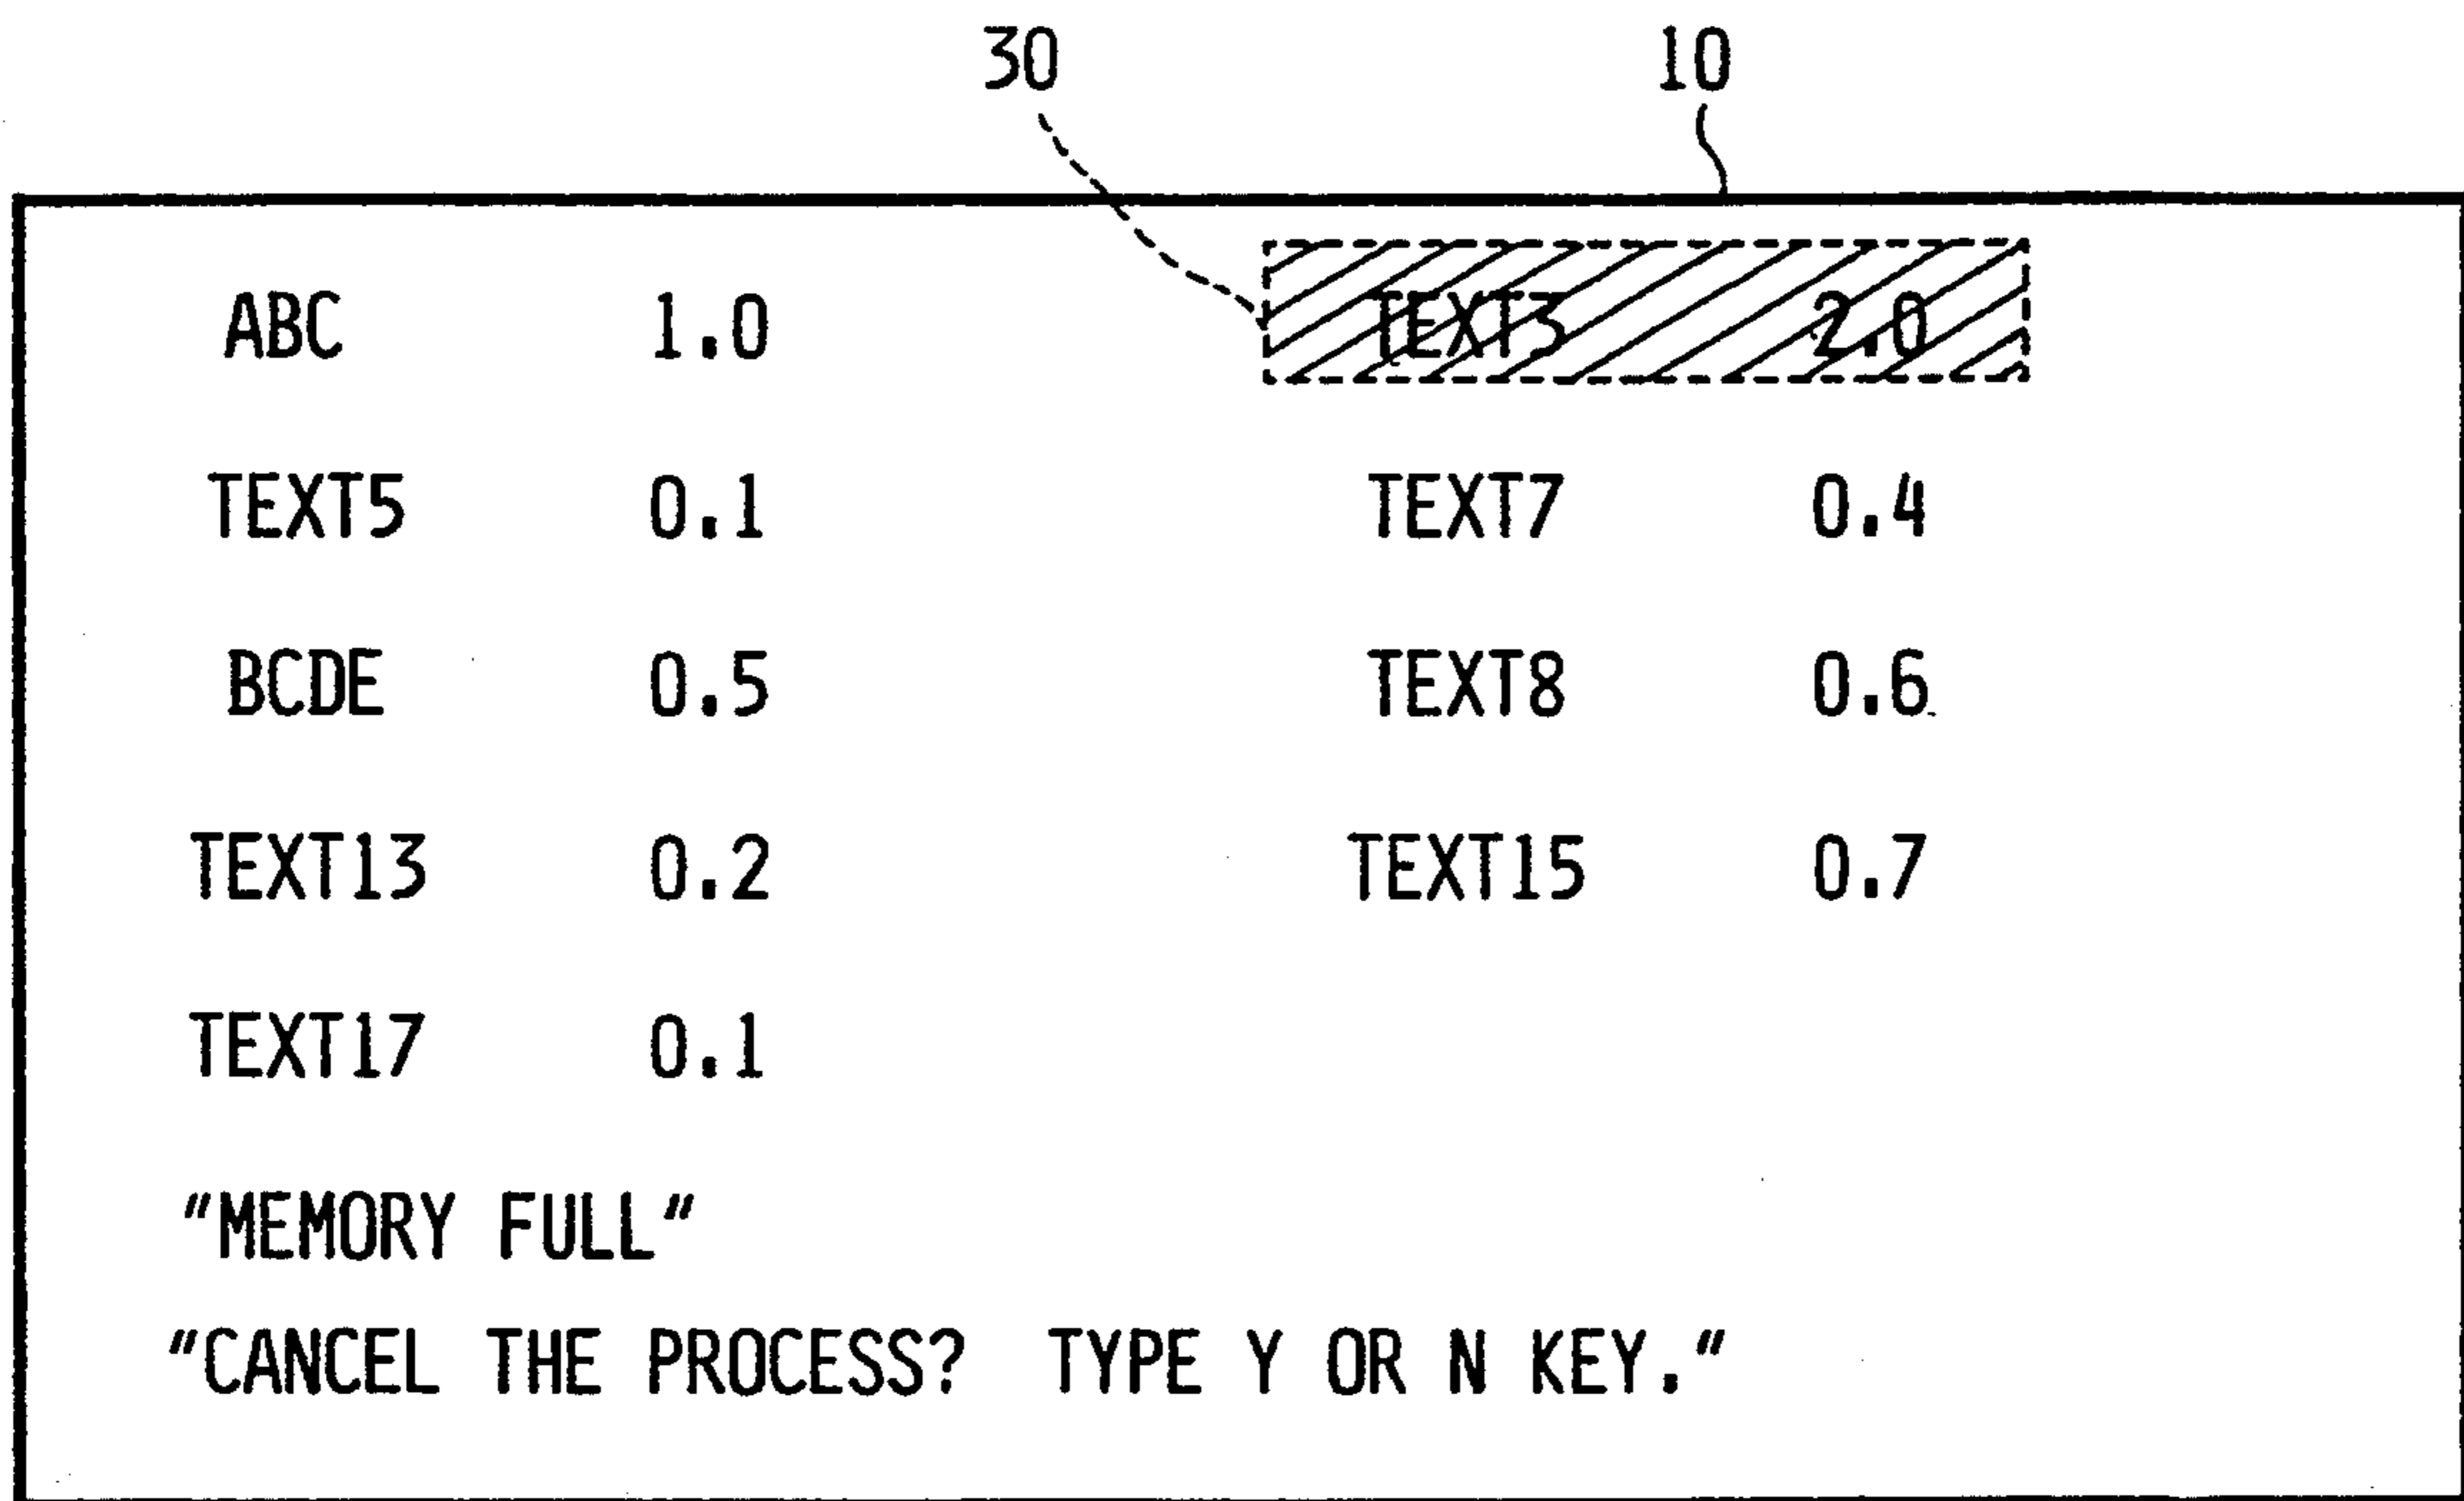 30 10
ABC 1.0 TEXT3 2.0
TEXT5 0.1 TEXT7 0.4
BCDE 0.5 TEXT8 0.6
TEXT13 0.2 TEXT15 0.7
TEXT17 0.1
"MEMORY FULL"
"CANCEL THE PROCESS? TYPE Y OR N KEY."